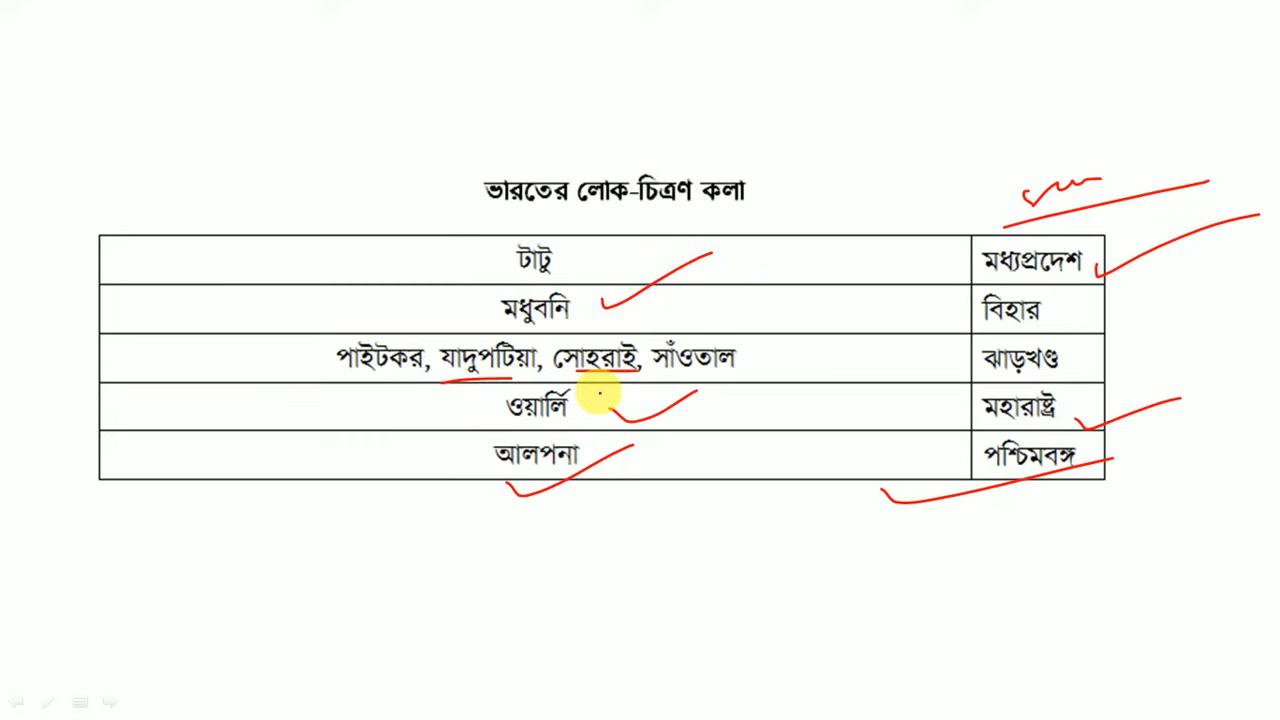 ভারতের লোক-চিত্রণ কলা
টাটু মধ্যপ্রদেশ
মধুবনি বিহার
পাইটকর, যাদুপটিয়া, সোহরাই, সাঁওতাল ঝাড়খণ্ড
ওয়ার্লি মহারাষ্ট্র
আলপনা পশ্চিমবঙ্গ